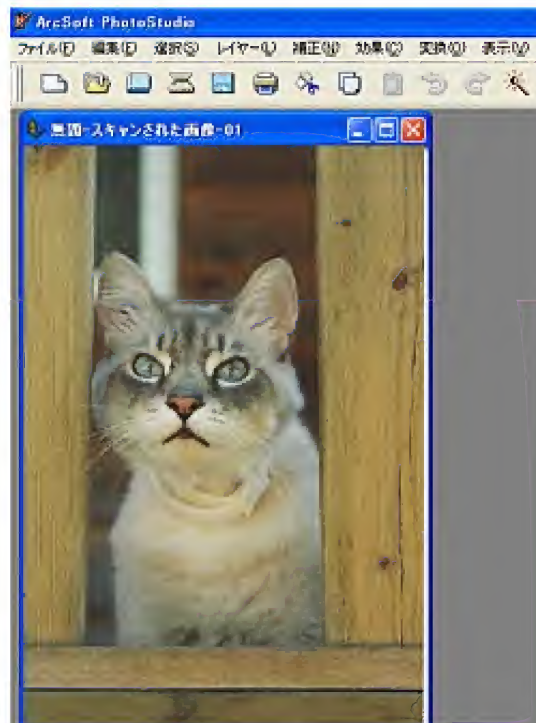 ArcSoft PhotoStudio
ファイル(F) 編集(E) 選択(S) レイヤー(L) 補正(N) 効果(C) 変換(O) 表示(V)
無題-スキャンされた画像-01